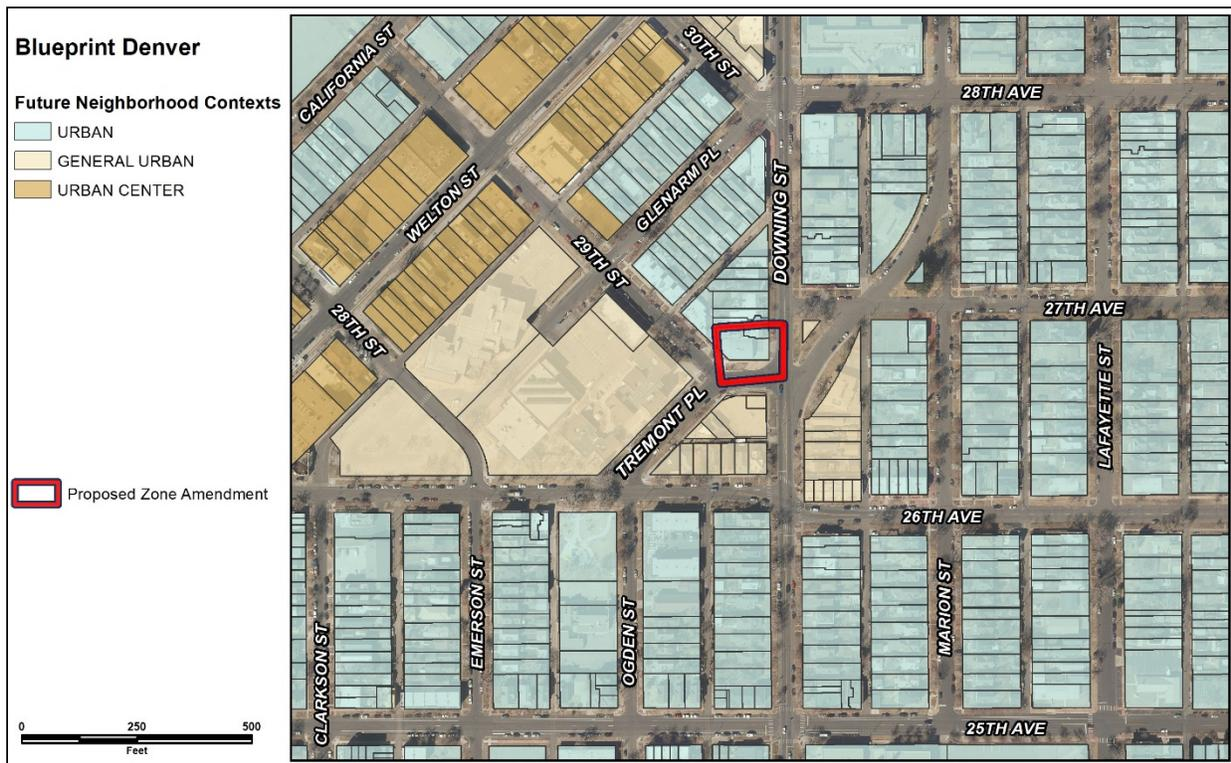 Blueprint Denver
Future Neighborhood Contexts
URBAN
GENERAL URBAN
URBAN CENTER
Proposed Zone Amendment
0 250 500
Feet
CALIFORNIA ST
30TH ST
28TH AVE
WELTON ST
GLENARM PL
DOWNING ST
29TH ST
27TH AVE
28TH ST
TREMONT PL
LAFAYETTE ST
26TH AVE
CLARKSON ST
EMERSON ST
OGDEN ST
MARION ST
25TH AVE